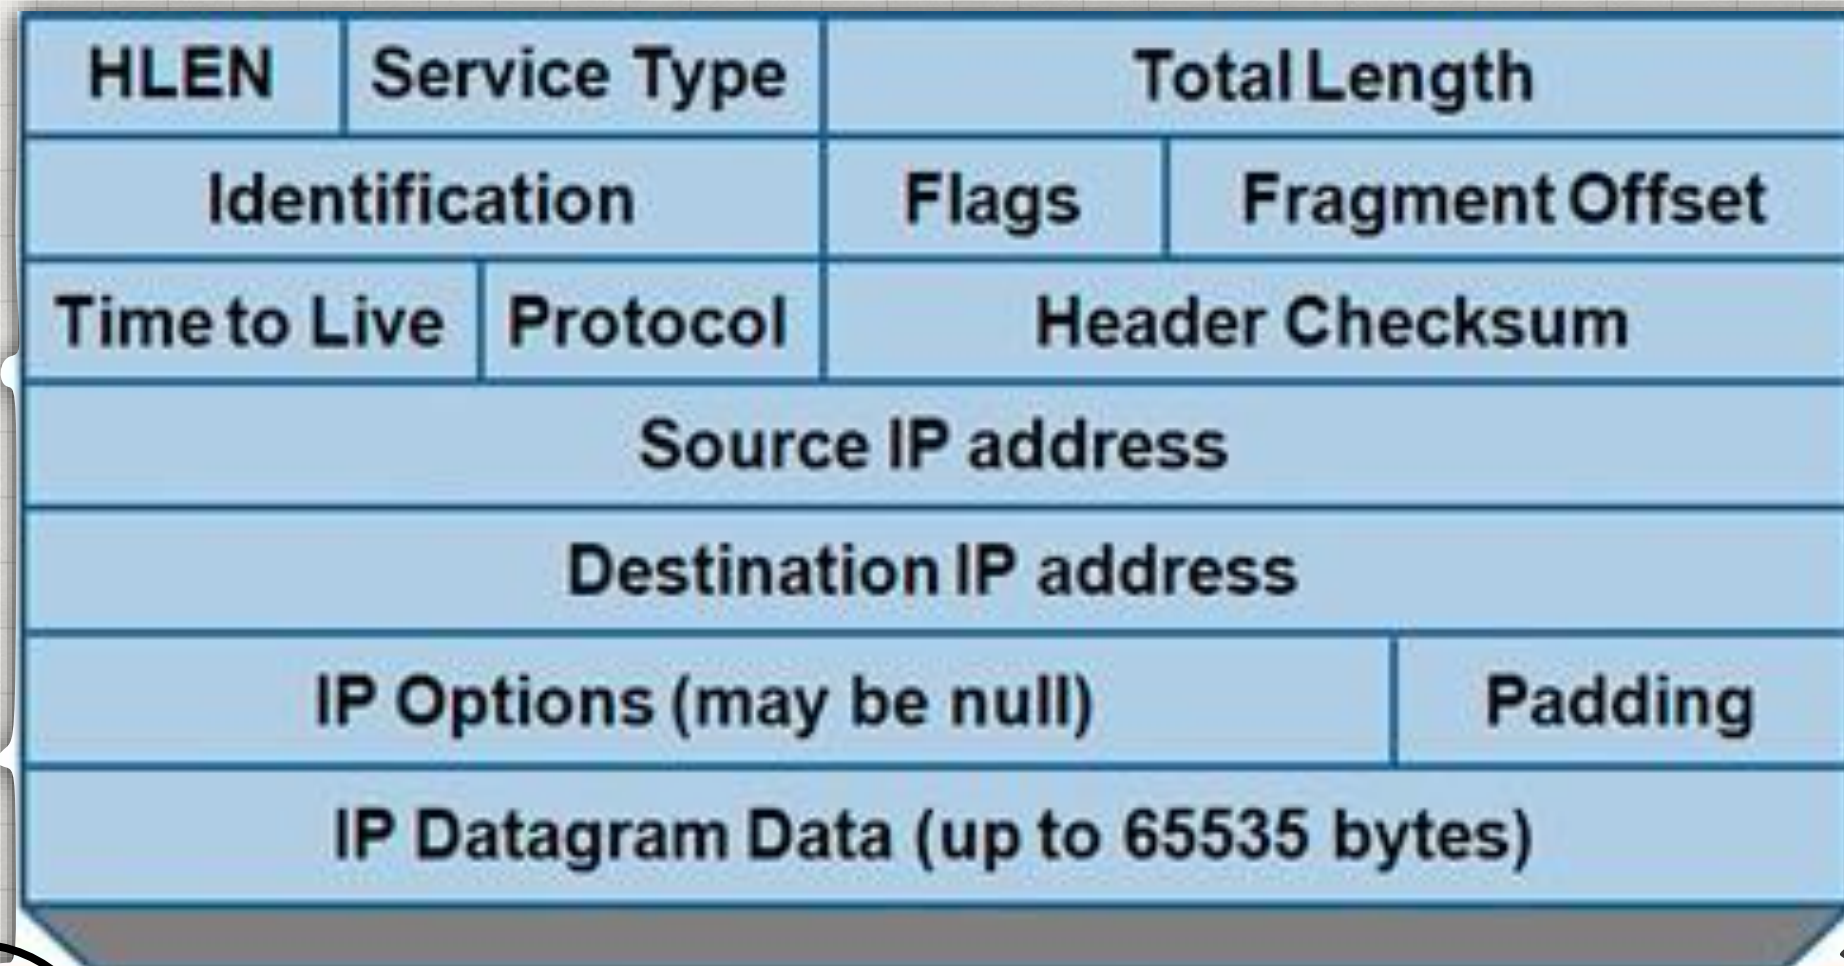 HLEN Service Type Total Length
Identification Flags Fragment Offset
Time to Live Protocol Header Checksum
Source IP address
Destination IP address
IP Options (may be null) Padding
IP Datagram Data (up to 65535 bytes)